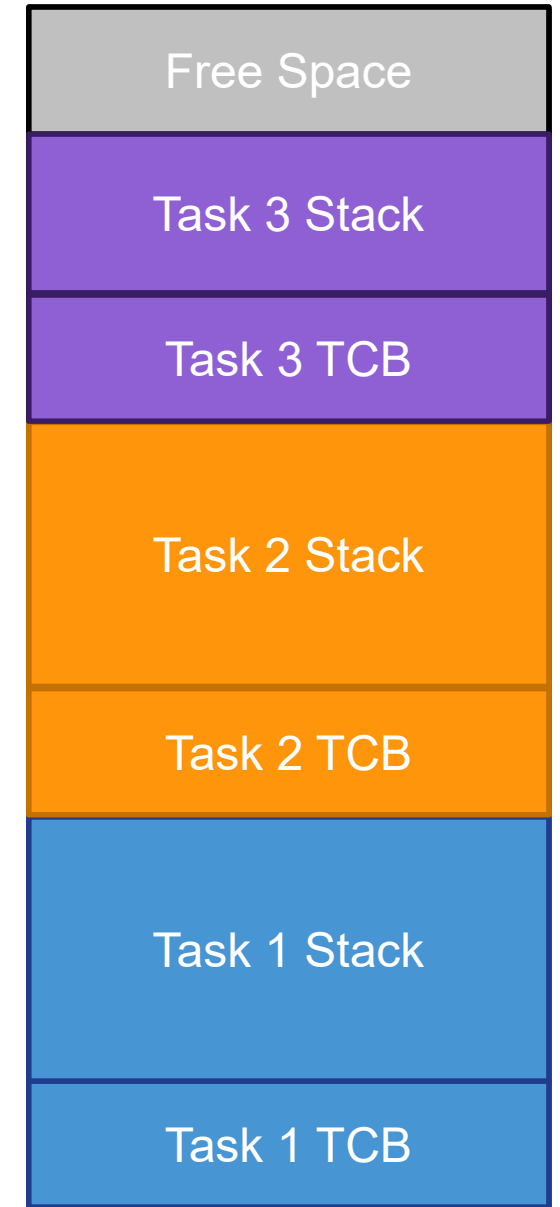 Free Space
Task 3 Stack
Task 3 TCB
Task 2 Stack
Task 2 TCB
Task 1 Stack
Task 1 TCB